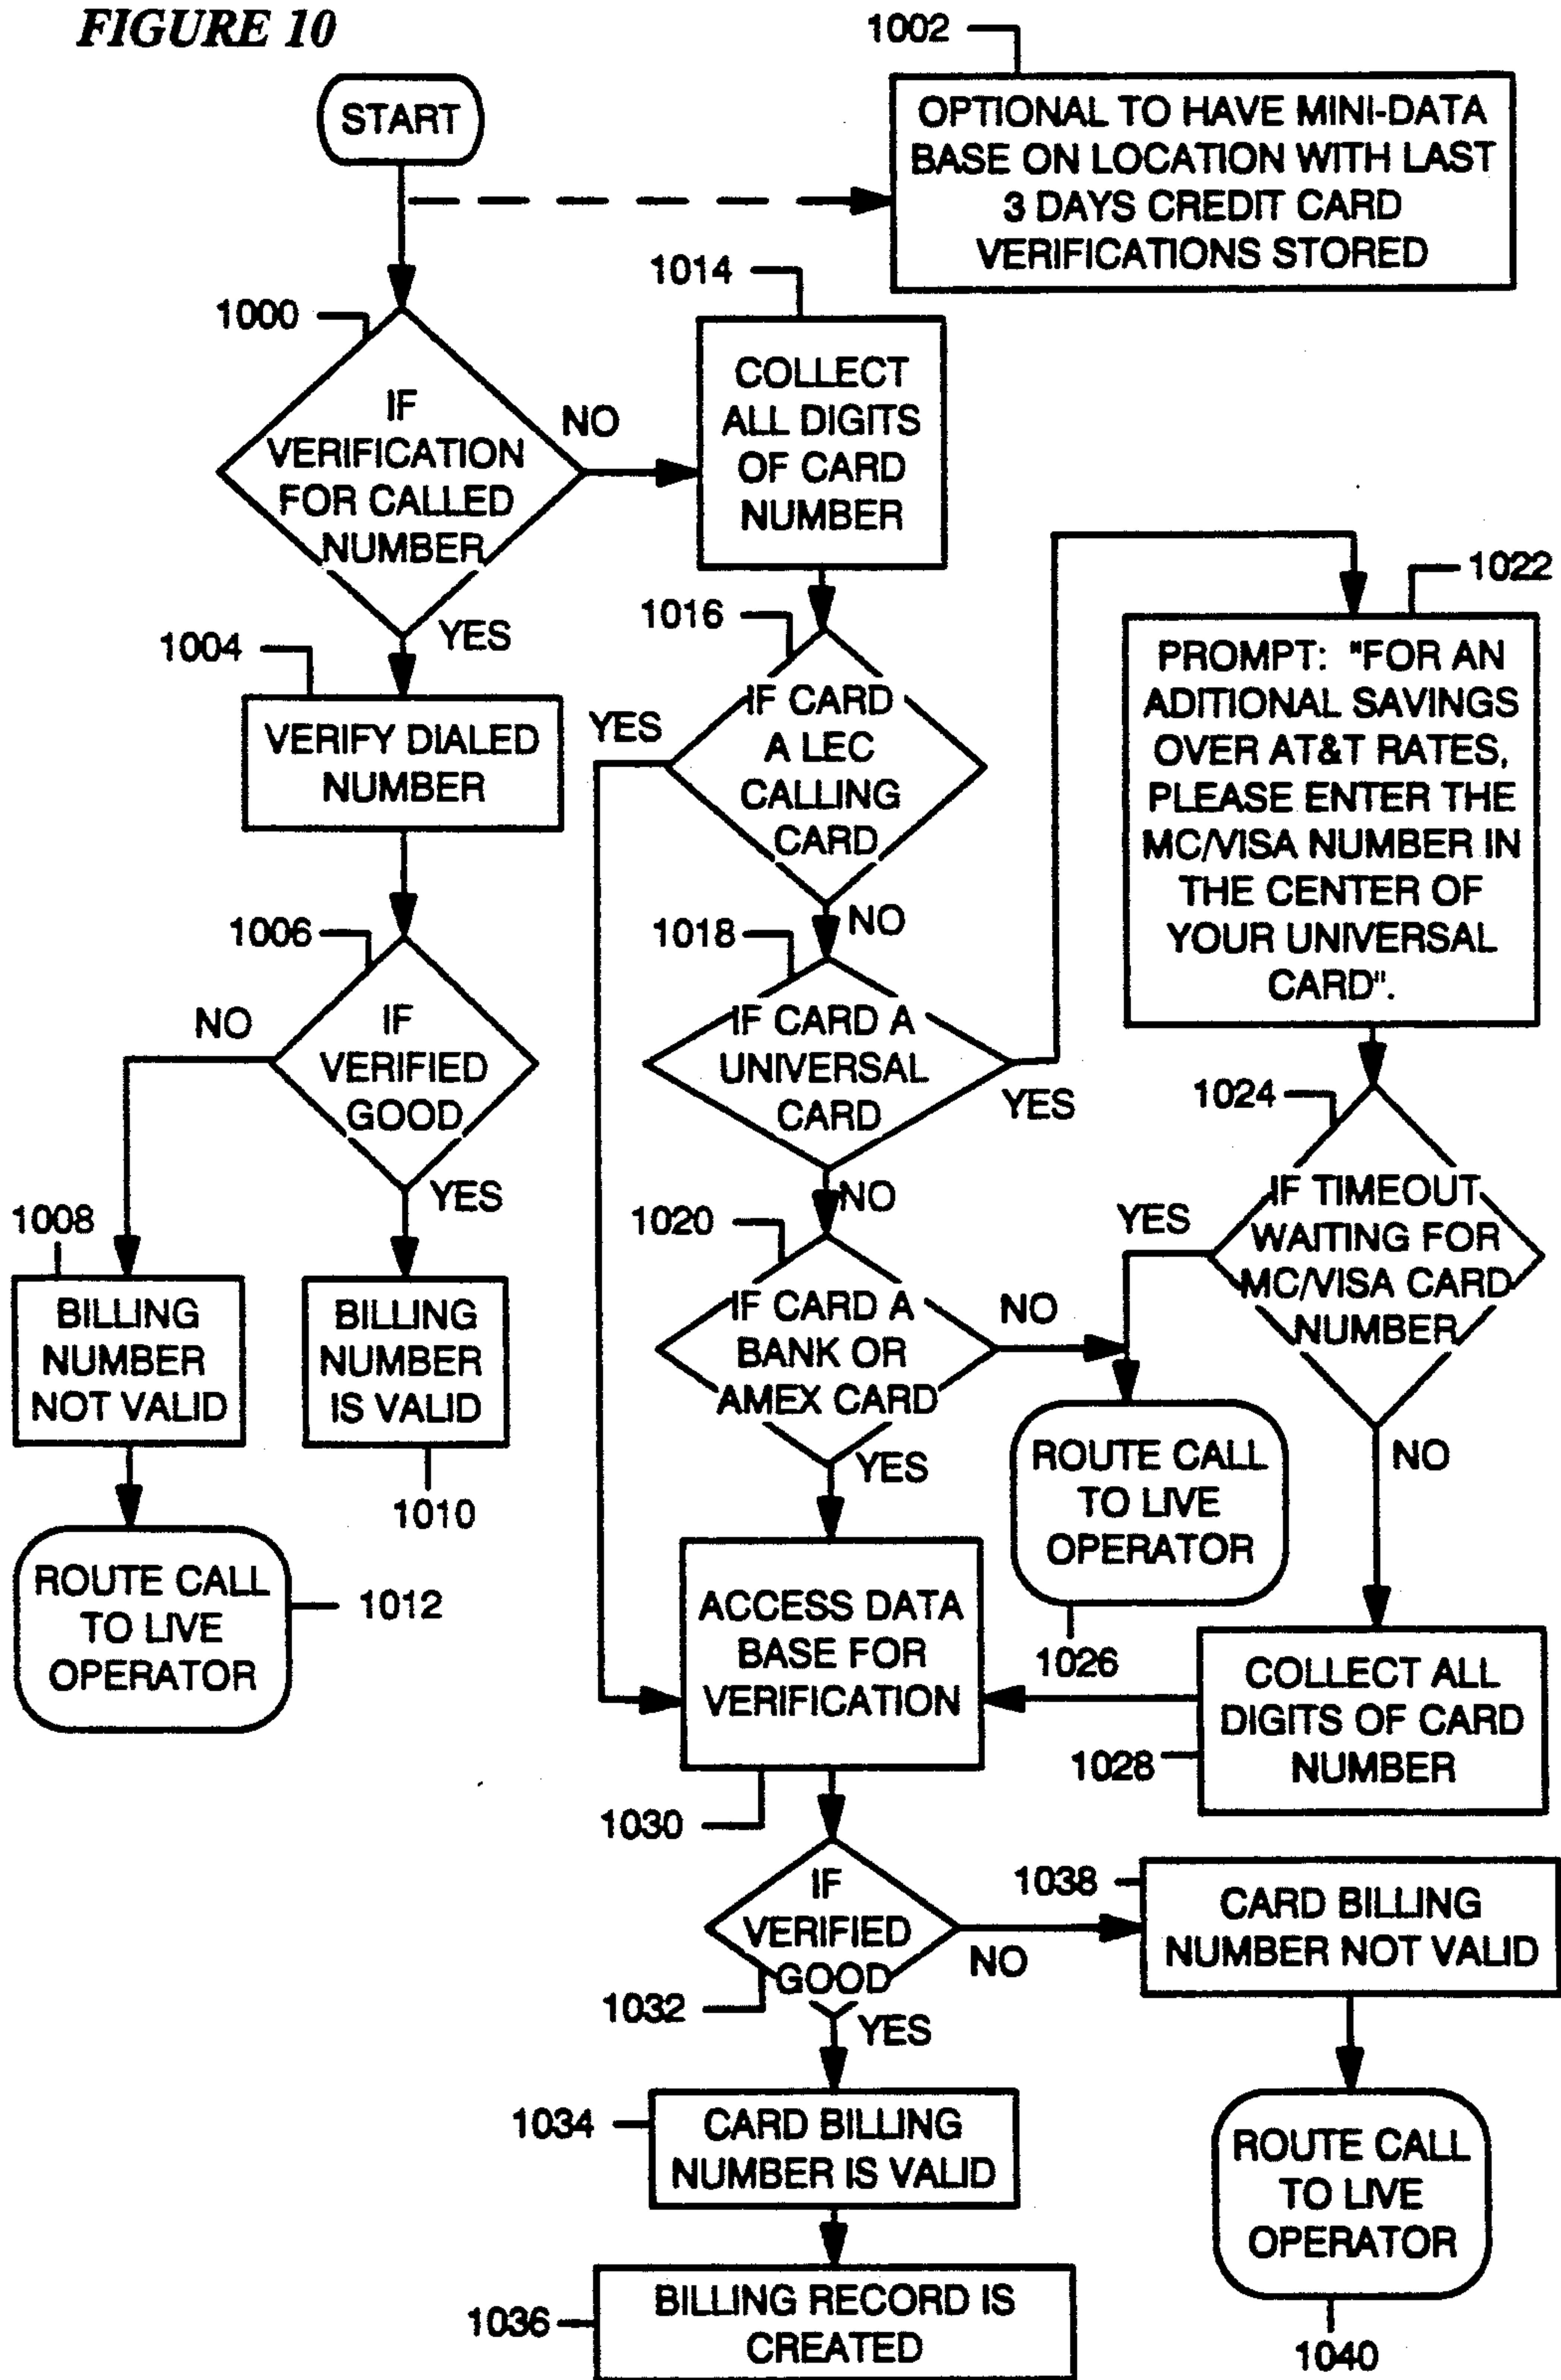 FIGURE 10
1002
START
OPTIONAL TO HAVE MINI-DATA
BASE ON LOCATION WITH LAST
3 DAYS CREDIT CARD
VERIFICATIONS STORED
1000
IF
VERIFICATION
FOR CALLED
NUMBER
NO
YES
1014
COLLECT
ALL DIGITS
OF CARD
NUMBER
1004
VERIFY DIALED
NUMBER
1006
IF
VERIFIED
GOOD
NO
YES
1008
BILLING
NUMBER
NOT VALID
BILLING
NUMBER
IS VALID
1010
ROUTE CALL
TO LIVE
OPERATOR
1012
1016
IF CARD
A LEC
CALLING
CARD
YES
NO
1018
IF CARD A
UNIVERSAL
CARD
YES
NO
1022
PROMPT: "FOR AN
ADITIONAL SAVINGS
OVER AT&T RATES,
PLEASE ENTER THE
MC/VISA NUMBER IN
THE CENTER OF
YOUR UNIVERSAL
CARD".
1024
IF TIMEOUT
WAITING FOR
MC/VISA CARD
NUMBER
YES
NO
1020
IF CARD A
BANK OR
AMEX CARD
NO
YES
ROUTE CALL
TO LIVE
OPERATOR
1026
COLLECT ALL
DIGITS OF CARD
NUMBER
1028
ACCESS DATA
BASE FOR
VERIFICATION
1030
IF
VERIFIED
GOOD
1032
NO
YES
1038
CARD BILLING
NUMBER NOT VALID
1034
CARD BILLING
NUMBER IS VALID
ROUTE CALL
TO LIVE
OPERATOR
1040
1036
BILLING RECORD IS
CREATED